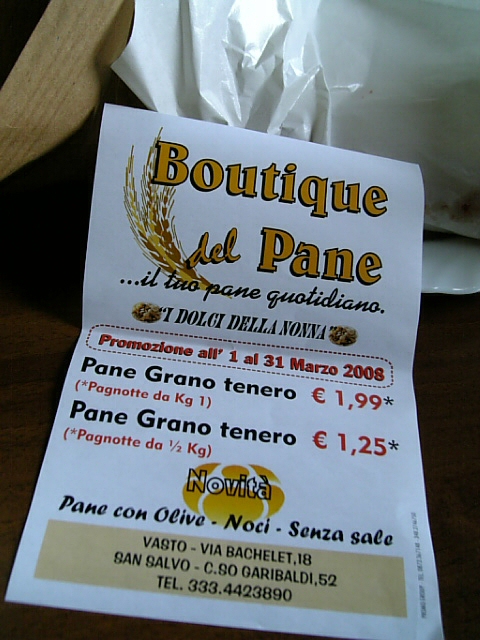 Boutique
del Pane
...il tuo pane quotidiano.
"I DOLCI DELLA NONNA"
Promozione all' 1 al 31 Marzo 2008
Pane Grano tenero € 1,99*
(*Pagnotte da Kg 1)
Pane Grano tenero € 1,25*
(*Pagnotte da ½ Kg)
Novità
Pane con Olive - Noci - Senza sale
VASTO - VIA BACHELET,18
SAN SALVO - C.SO GARIBALDI,52
TEL. 333.4423890